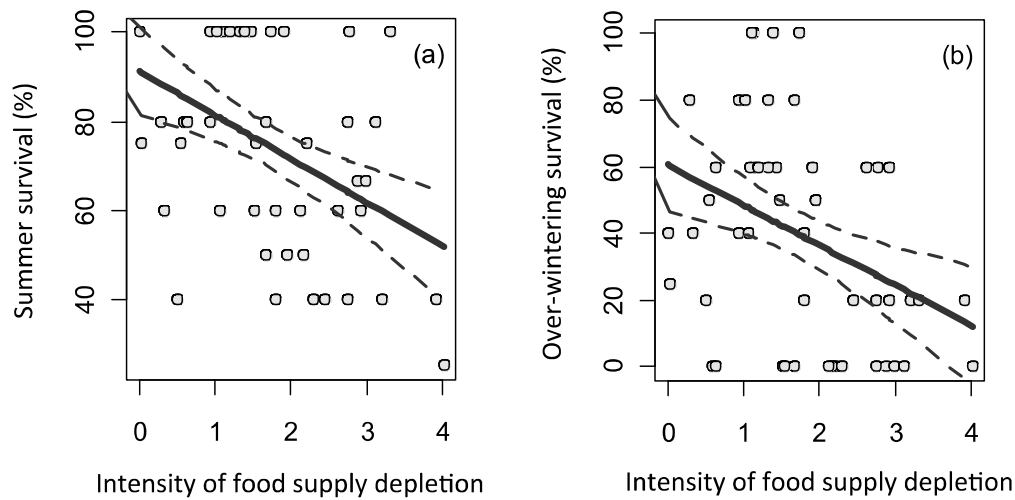 (a)
Summer survival (%)
100
80
60
40
0 1 2 3 4
Intensity of food supply depletion
(b)
Over-wintering survival (%)
100
80
60
40
20
0
0 1 2 3 4
Intensity of food supply depletion